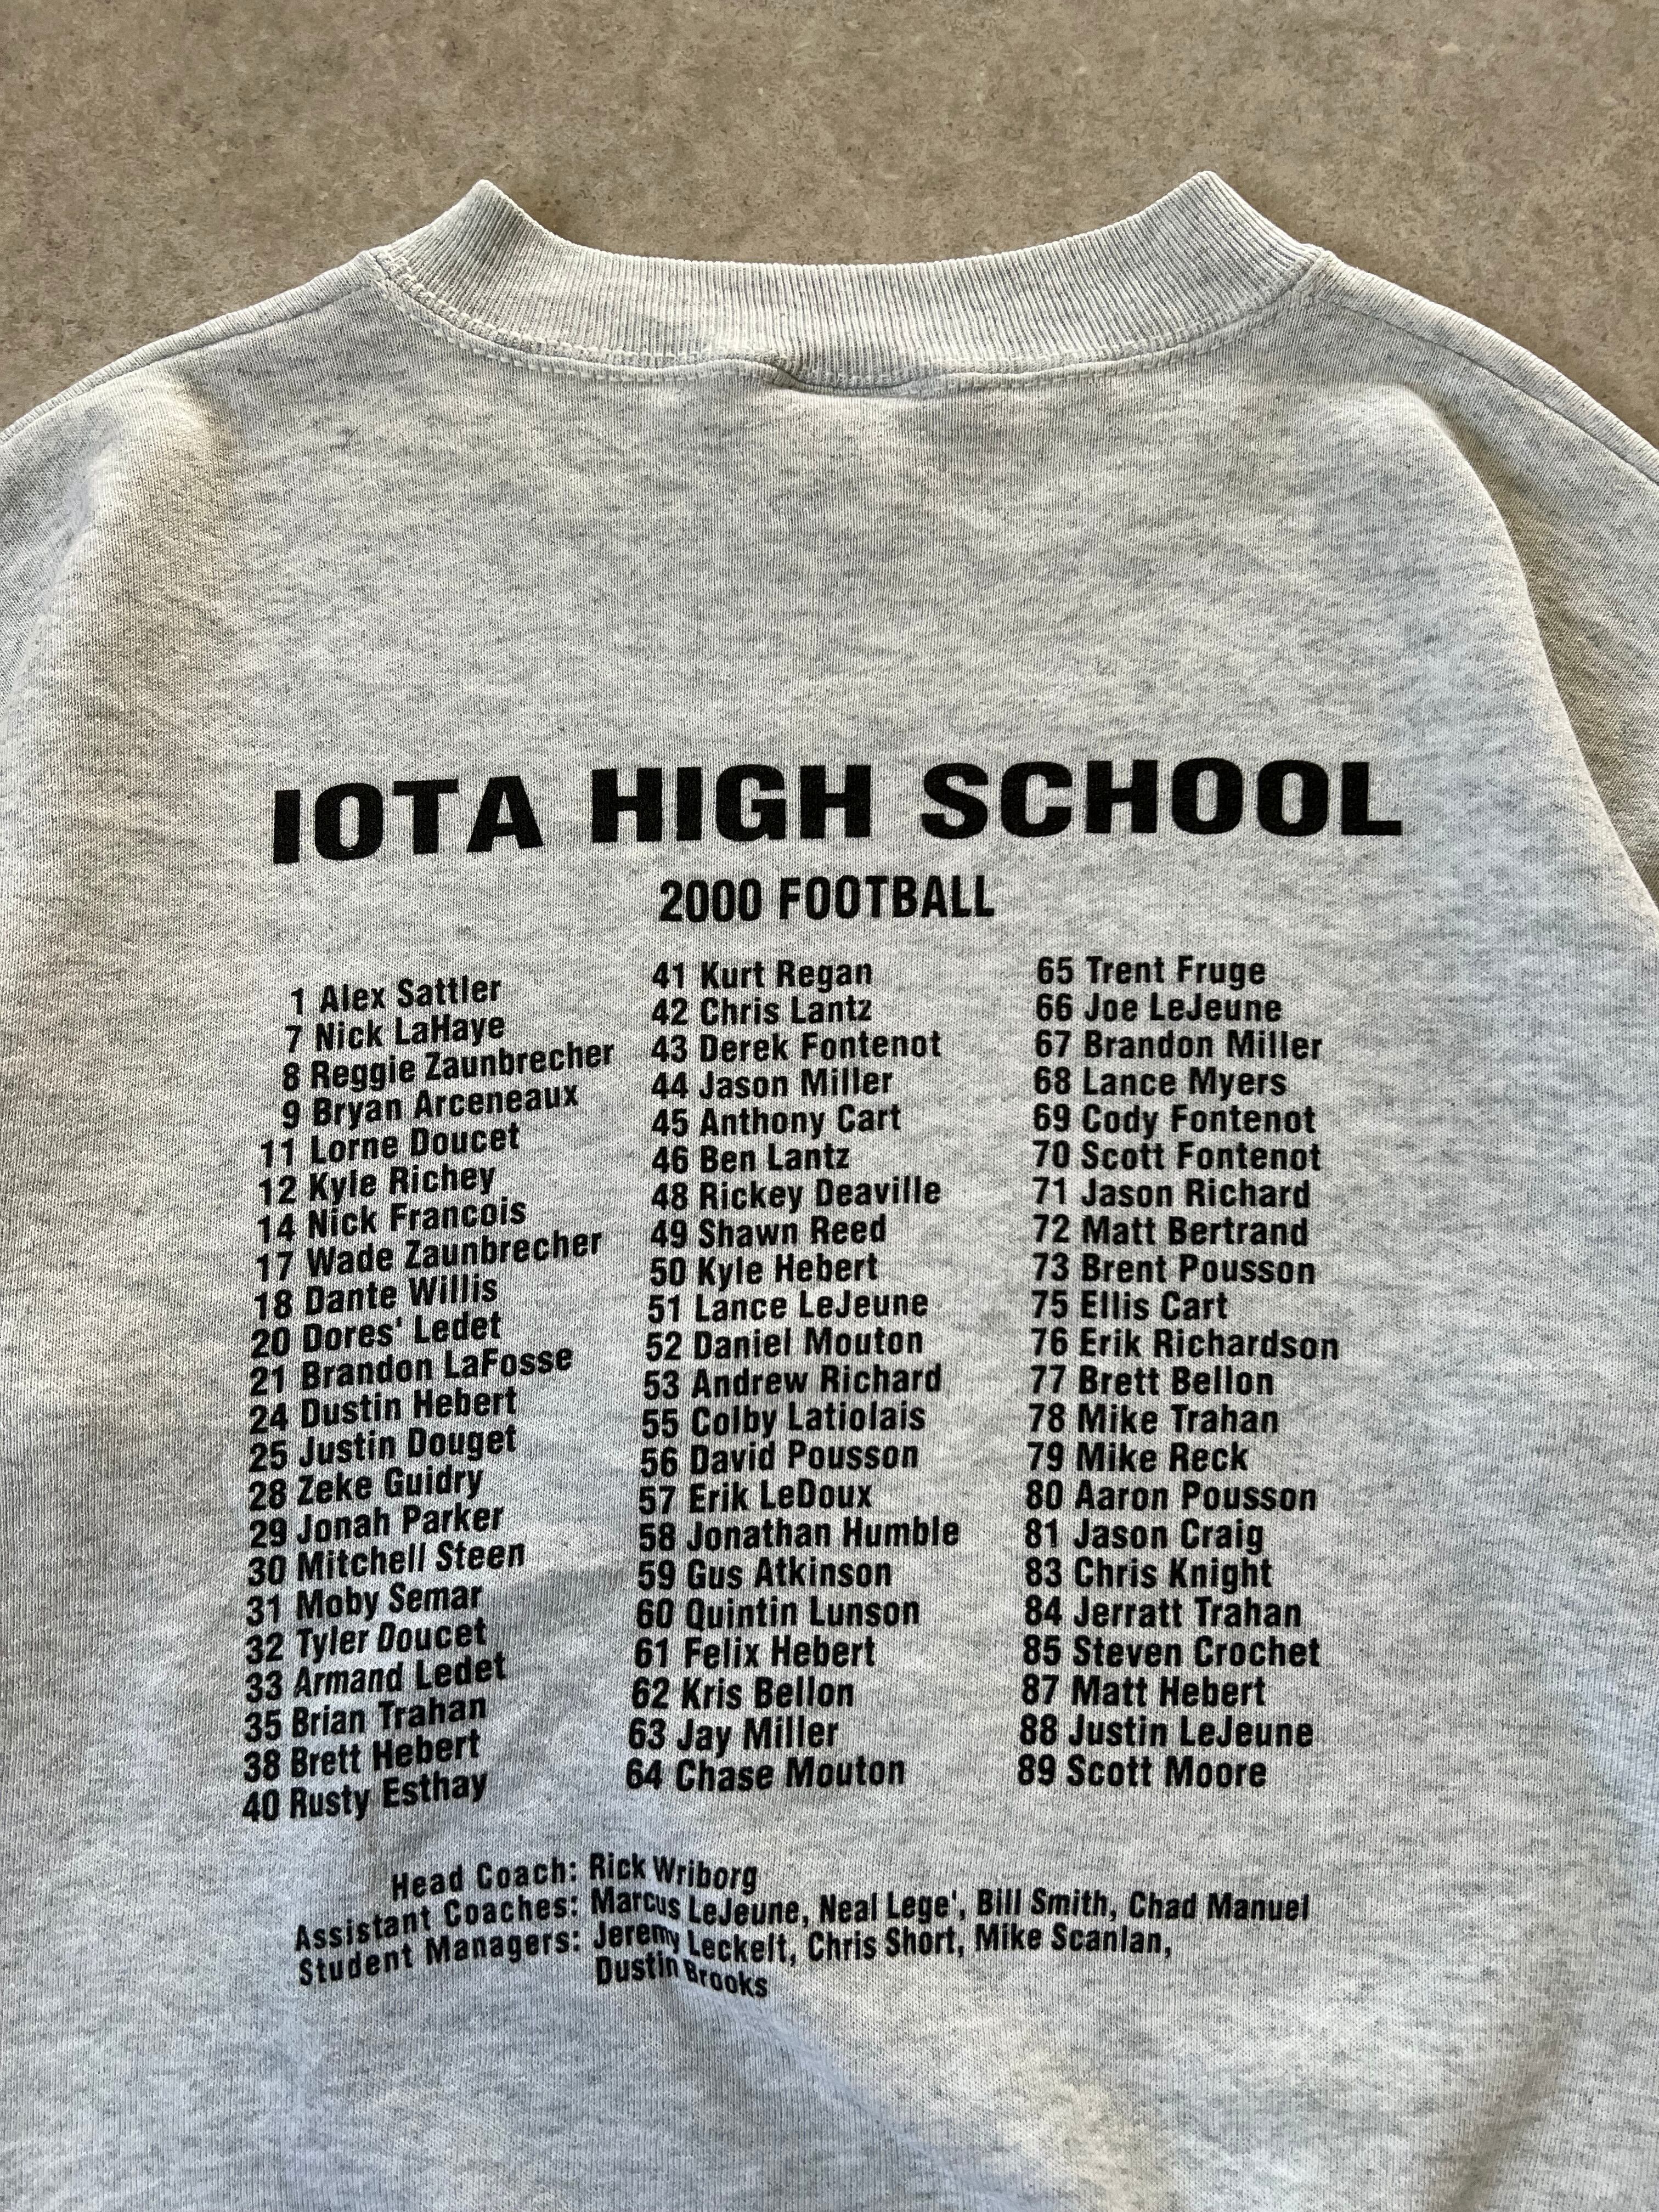 IOTA HIGH SCHOOL
2000 FOOTBALL
1 Alex Sattler
7 Nick LaHaye
8 Reggie Zaunbrecher
9 Bryan Arceneaux
11 Lorne Doucet
12 Kyle Richey
14 Nick Francois
17 Wade Zaunbrecher
18 Dante Willis
20 Dores' Ledet
21 Brandon LaFosse
24 Dustin Hebert
25 Justin Douget
28 Zeke Guidry
29 Jonah Parker
30 Mitchell Steen
31 Moby Semar
32 Tyler Doucet
33 Armand Ledet
35 Brian Trahan
38 Brett Hebert
40 Rusty Esthay
41 Kurt Regan
42 Chris Lantz
43 Derek Fontenot
44 Jason Miller
45 Anthony Cart
46 Ben Lantz
48 Rickey Deaville
49 Shawn Reed
50 Kyle Hebert
51 Lance LeJeune
52 Daniel Mouton
53 Andrew Richard
55 Colby Latiolais
56 David Pousson
57 Erik LeDoux
58 Jonathan Humble
59 Gus Atkinson
60 Quintin Lunson
61 Felix Hebert
62 Kris Bellon
63 Jay Miller
64 Chase Mouton
65 Trent Fruge
66 Joe LeJeune
67 Brandon Miller
68 Lance Myers
69 Cody Fontenot
70 Scott Fontenot
71 Jason Richard
72 Matt Bertrand
73 Brent Pousson
75 Ellis Cart
76 Erik Richardson
77 Brett Bellon
78 Mike Trahan
79 Mike Reck
80 Aaron Pousson
81 Jason Craig
83 Chris Knight
84 Jerratt Trahan
85 Steven Crochet
87 Matt Hebert
88 Justin LeJeune
89 Scott Moore
Head Coach: Rick Wriborg
Assistant Coaches: Marcus LeJeune, Neal Lege', Bill Smith, Chad Manuel
Student Managers: Jeremy Leckelt, Chris Short, Mike Scanlan,
Dustin Brooks